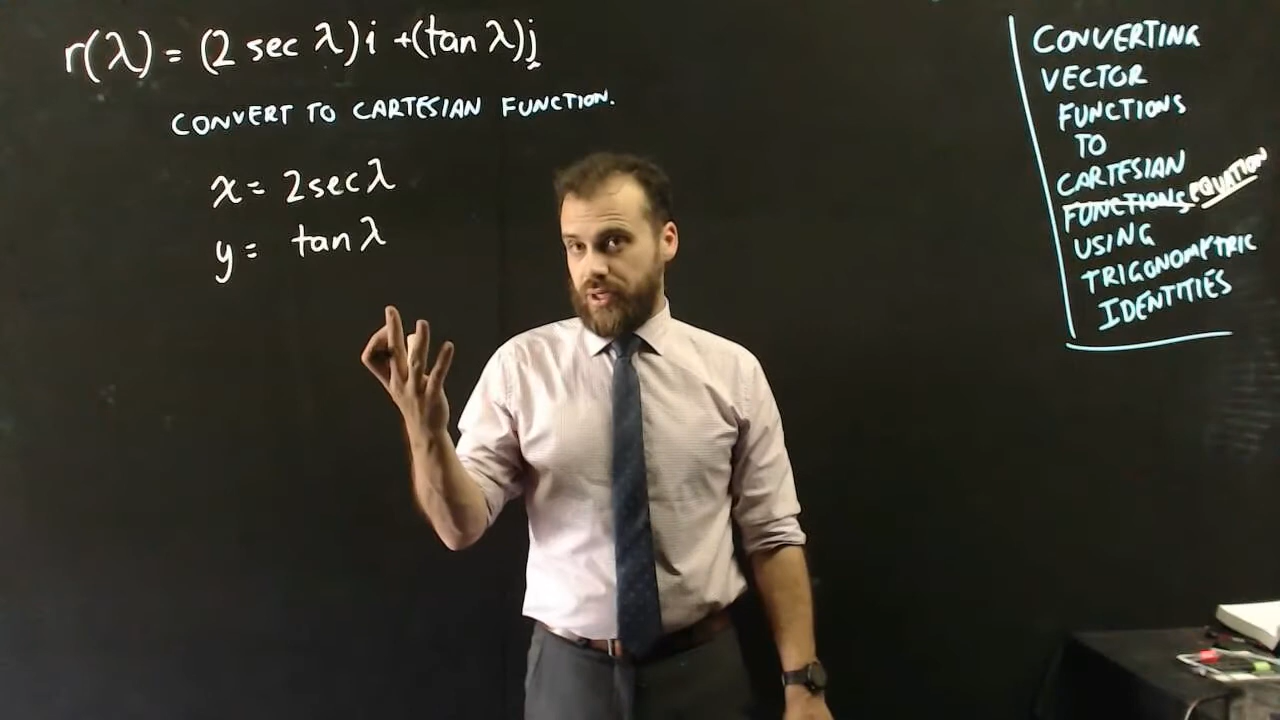 r(λ) = (2 sec λ)i +(tan λ)j
CONVERT TO CARTESIAN FUNCTION.
x = 2secλ
y = tanλ
CONVERTING
VECTOR
FUNCTIONS
TO
CARTESIAN
FUNCTIONS EQUATION
USING
TRIGONOMETRIC
IDENTITIES